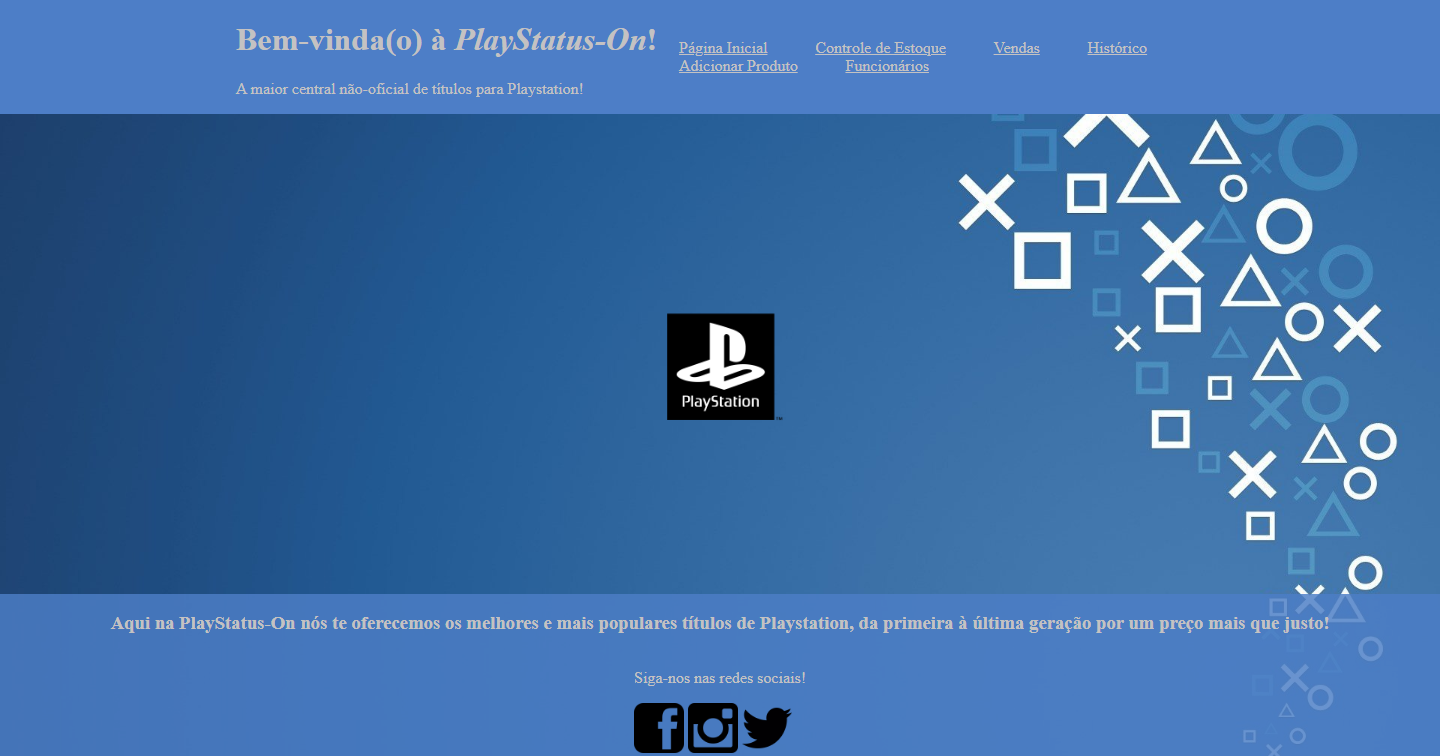 Bem-vinda(o) à PlayStatus-On!
A maior central não-oficial de títulos para Playstation!
Página Inicial Controle de Estoque Vendas Histórico
Adicionar Produto Funcionários
PlayStation
™
Aqui na PlayStatus-On nós te oferecemos os melhores e mais populares títulos de Playstation, da primeira à última geração por um preço mais que justo!
Siga-nos nas redes sociais!